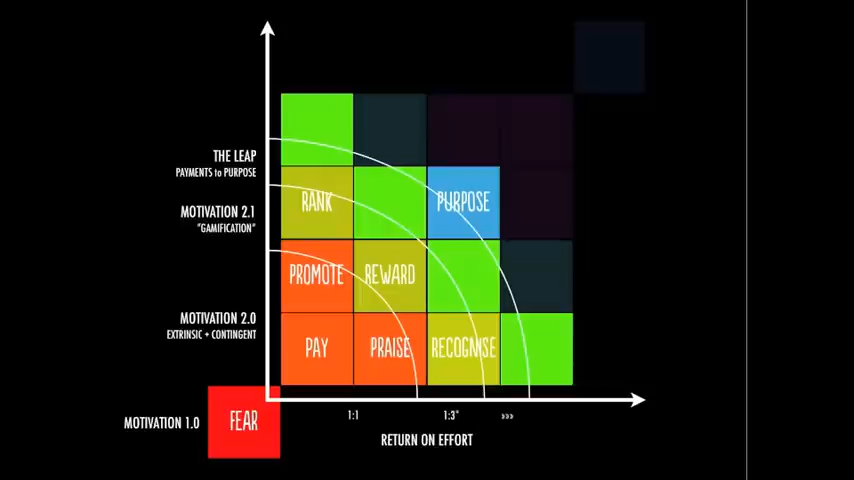 THE LEAP
PAYMENTS to PURPOSE
RANK
PURPOSE
MOTIVATION 2.1
"GAMIFICATION"
PROMOTE
REWARD
MOTIVATION 2.0
EXTRINSIC + CONTINGENT
PAY
PRAISE
RECOGNISE
MOTIVATION 1.0
FEAR
1:1
1:3"
>>>
RETURN ON EFFORT